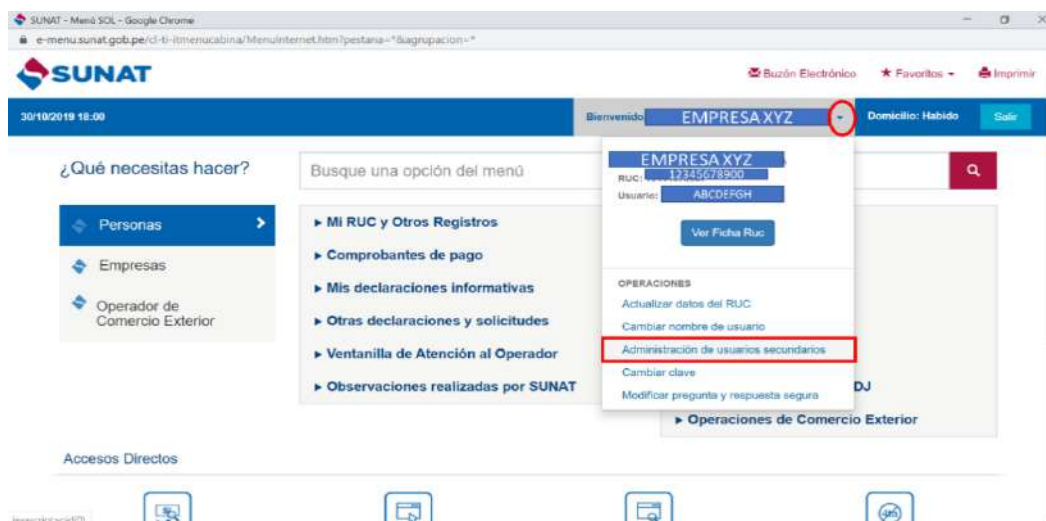 SUNAT - Menú SOL - Google Chrome
e-menu.sunat.gob.pe/cl-ti-itmenucabina/MenuInternet.htm?pestana=*&agrupacion=*
SUNAT
Buzón Electrónico
Favoritos
Imprimir
30/10/2019 18:00
Bienvenido
EMPRESA XYZ
Domicilio: Habido
Salir
¿Qué necesitas hacer?
Busque una opción del menú
Personas
Empresas
Operador de
Comercio Exterior
Mi RUC y Otros Registros
Comprobantes de pago
Mis declaraciones informativas
Otras declaraciones y solicitudes
Ventanilla de Atención al Operador
Observaciones realizadas por SUNAT
EMPRESA XYZ
RUC: 12345678900
Usuario: ABCDEFGH
Ver Ficha Ruc
OPERACIONES
Actualizar datos del RUC
Cambiar nombre de usuario
Administración de usuarios secundarios
Cambiar clave
Modificar pregunta y respuesta segura
DJ
Operaciones de Comercio Exterior
Accesos Directos